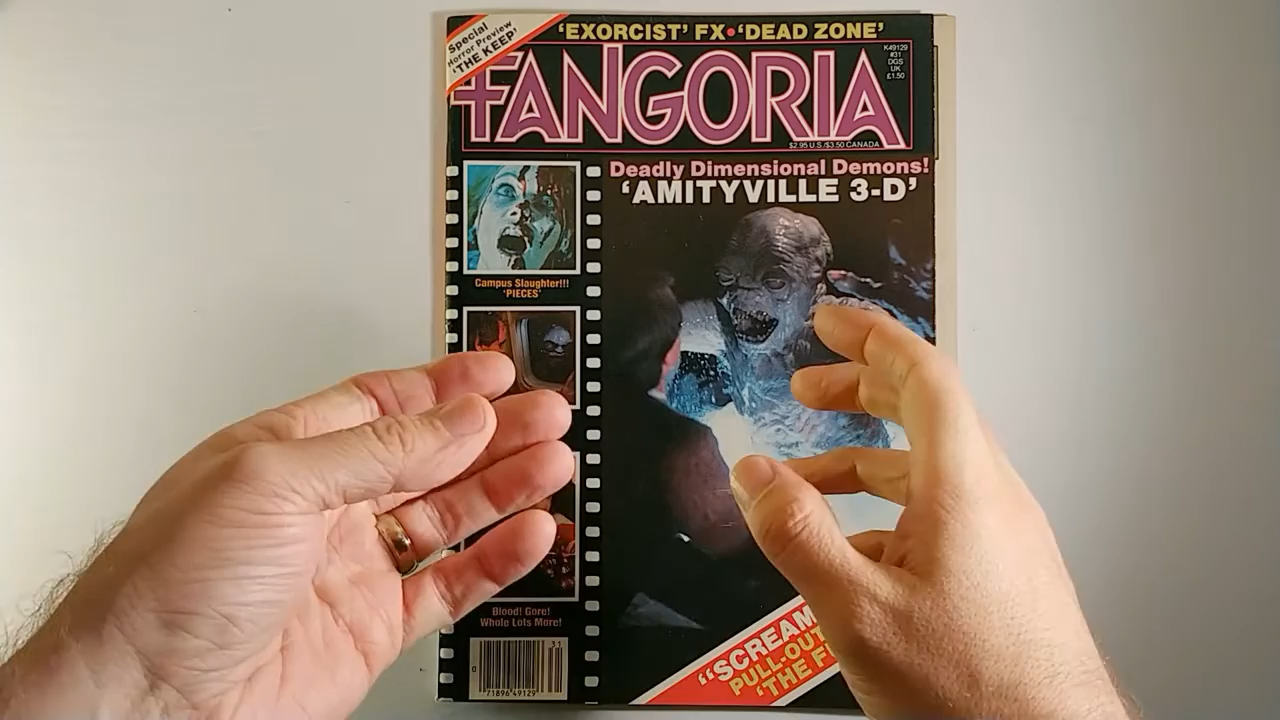 Special
Horror Preview
'THE KEEP'
'EXORCIST' FX•'DEAD ZONE'
K49129
#31
DGS
UK
£1.50
FANGORIA
$2.95 U.S./$3.50 CANADA
Deadly Dimensional Demons!
'AMITYVILLE 3-D'
Campus Slaughter!!!
'PIECES'
Blood! Gore!
Whole Lots More!
31
71896 49129
"SCREAM
PULL-OUT
'THE